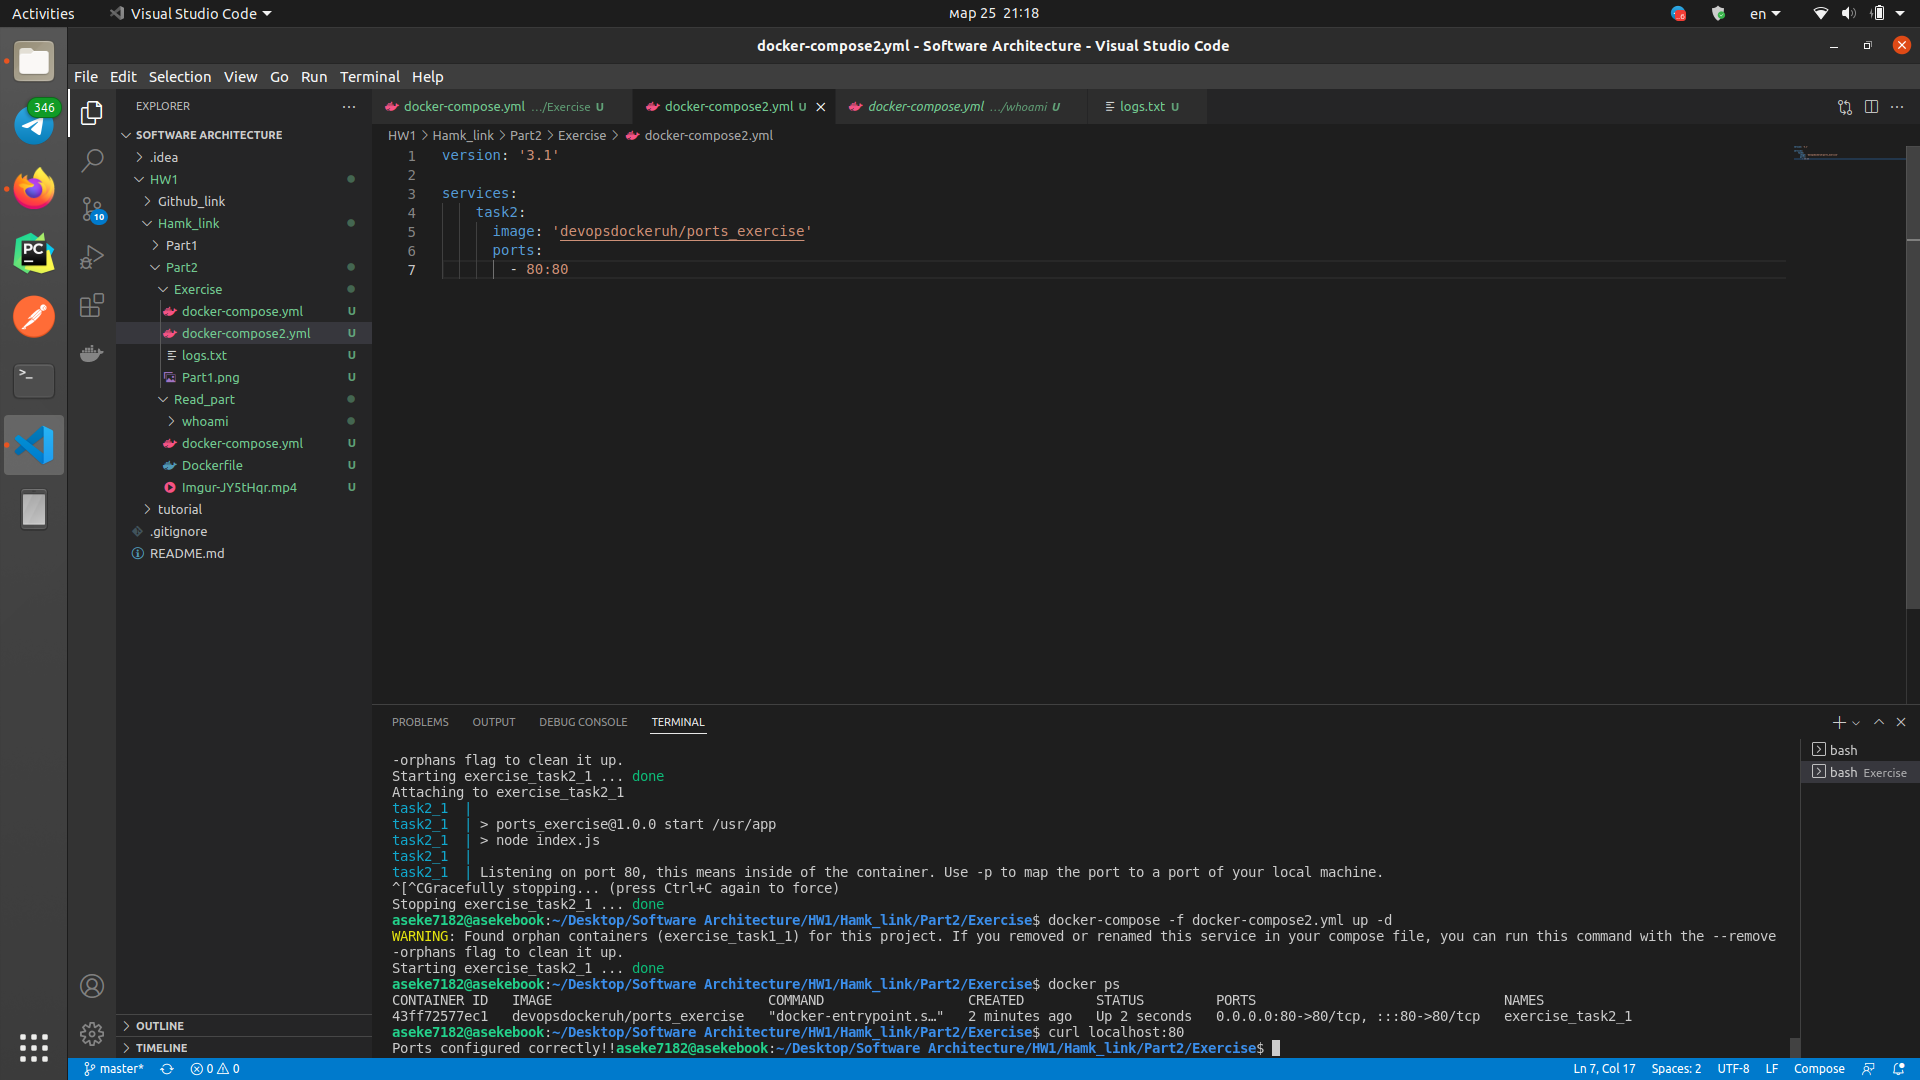 Activities
Visual Studio Code
мар 25 21:18
en
docker-compose2.yml - Software Architecture - Visual Studio Code
File Edit Selection View Go Run Terminal Help
346
10
EXPLORER
SOFTWARE ARCHITECTURE
.idea
HW1
Github_link
Hamk_link
Part1
Part2
Exercise
docker-compose.yml U
docker-compose2.yml U
logs.txt U
Part1.png U
Read_part
whoami
docker-compose.yml U
Dockerfile U
Imgur-JY5tHqr.mp4 U
tutorial
.gitignore
README.md
OUTLINE
TIMELINE
docker-compose.yml .../Exercise U
docker-compose2.yml U
docker-compose.yml .../whoami U
logs.txt U
HW1 > Hamk_link > Part2 > Exercise > docker-compose2.yml
1 version: '3.1'
2
3 services:
4 task2:
5 image: 'devopsdockeruh/ports_exercise'
6 ports:
7 - 80:80
PROBLEMS OUTPUT DEBUG CONSOLE TERMINAL
-orphans flag to clean it up.
Starting exercise_task2_1 ... done
Attaching to exercise_task2_1
task2_1 |
task2_1 | > ports_exercise@1.0.0 start /usr/app
task2_1 | > node index.js
task2_1 |
task2_1 | Listening on port 80, this means inside of the container. Use -p to map the port to a port of your local machine.
^[^CGracefully stopping... (press Ctrl+C again to force)
Stopping exercise_task2_1 ... done
aseke7182@asekebook:~/Desktop/Software Architecture/HW1/Hamk_link/Part2/Exercise$ docker-compose -f docker-compose2.yml up -d
WARNING: Found orphan containers (exercise_task1_1) for this project. If you removed or renamed this service in your compose file, you can run this command with the --remove
-orphans flag to clean it up.
Starting exercise_task2_1 ... done
aseke7182@asekebook:~/Desktop/Software Architecture/HW1/Hamk_link/Part2/Exercise$ docker ps
CONTAINER ID IMAGE COMMAND CREATED STATUS PORTS NAMES
43ff72577ec1 devopsdockeruh/ports_exercise "docker-entrypoint.s…" 2 minutes ago Up 2 seconds 0.0.0.0:80->80/tcp, :::80->80/tcp exercise_task2_1
aseke7182@asekebook:~/Desktop/Software Architecture/HW1/Hamk_link/Part2/Exercise$ curl localhost:80
Ports configured correctly!!aseke7182@asekebook:~/Desktop/Software Architecture/HW1/Hamk_link/Part2/Exercise$
bash
bash Exercise
master* 0 0
Ln 7, Col 17 Spaces: 2 UTF-8 LF Compose